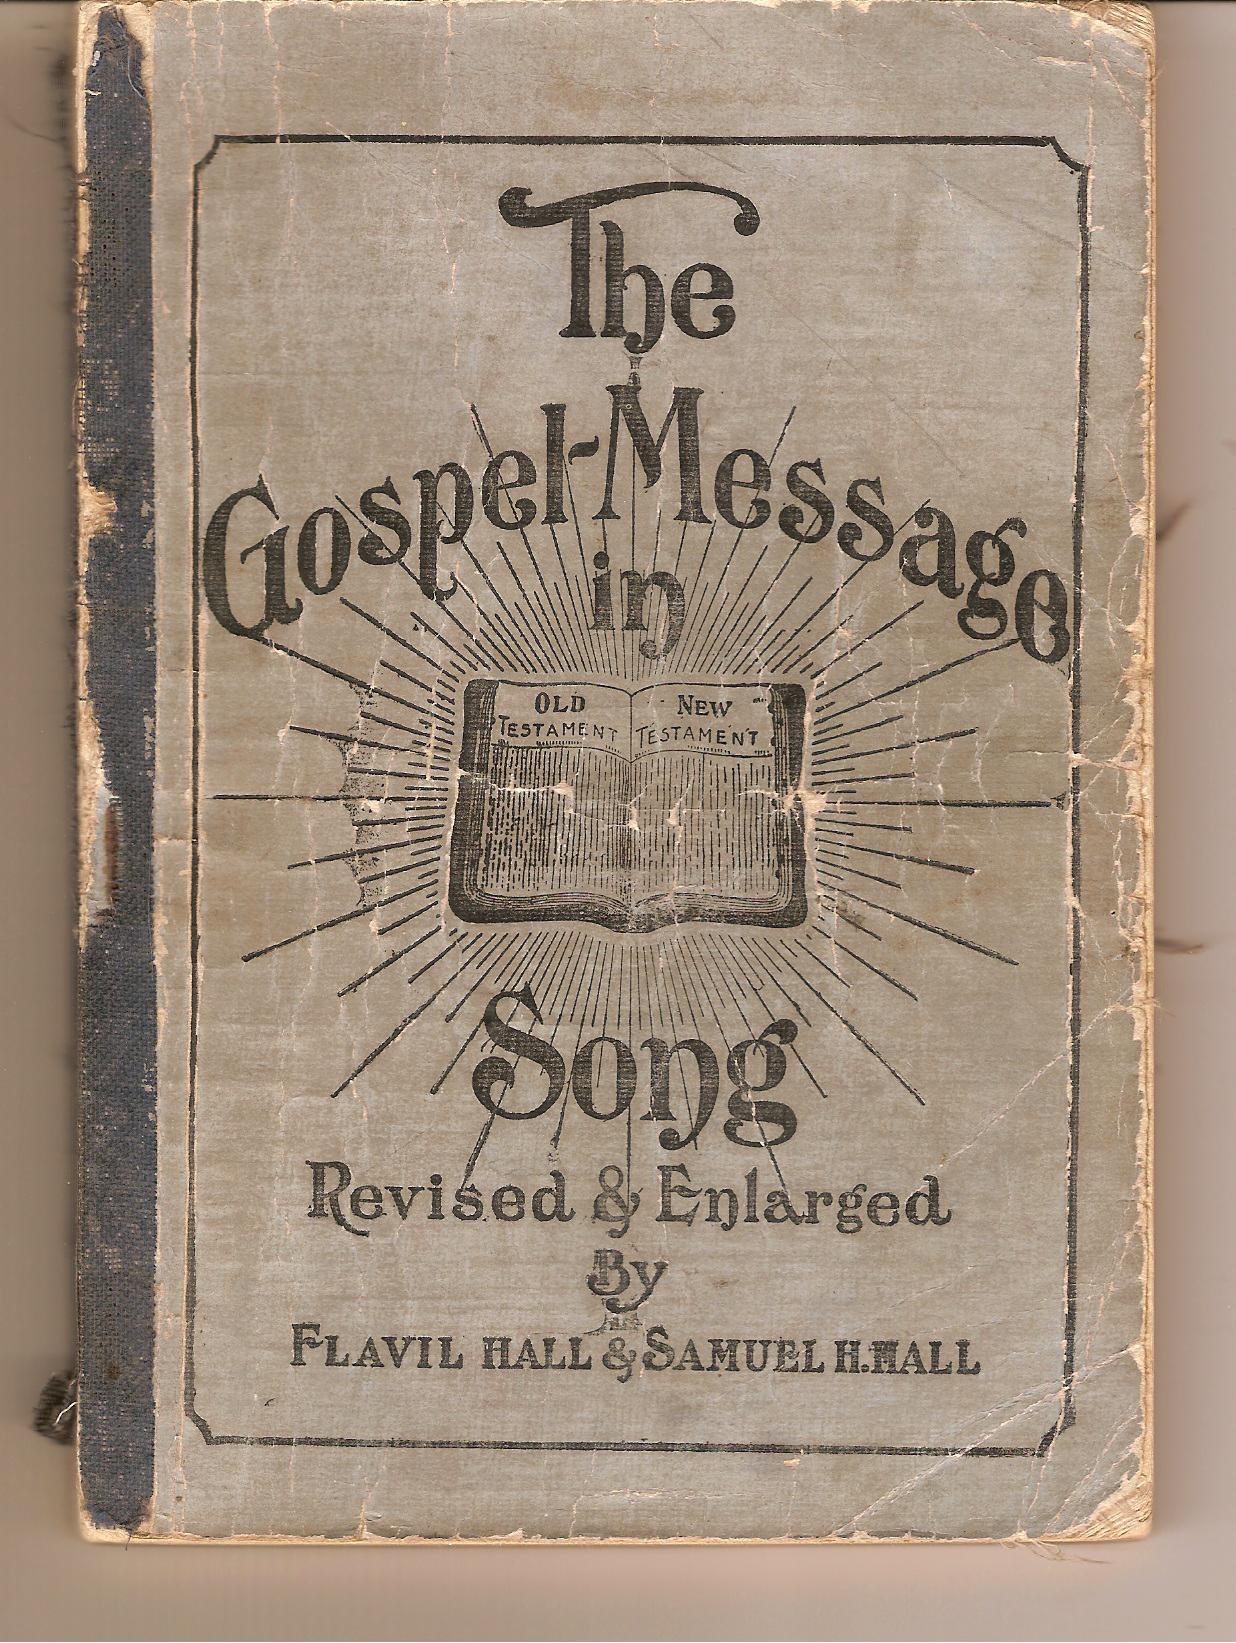 The
Gospel-Message
in
OLD TESTAMENT
NEW TESTAMENT
Song
Revised & Enlarged
By
FLAVIL HALL & SAMUEL H. HALL